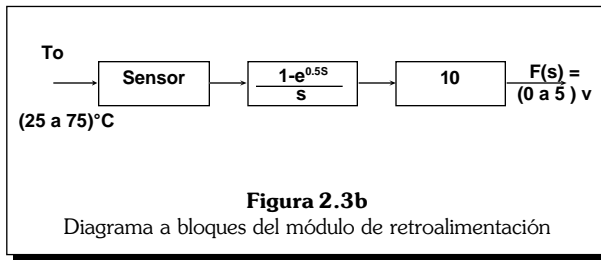 To
Sensor
1-e^0.5S
s
10
F(s) =
(0 a 5 ) v
(25 a 75)°C
Figura 2.3b
Diagrama a bloques del módulo de retroalimentación